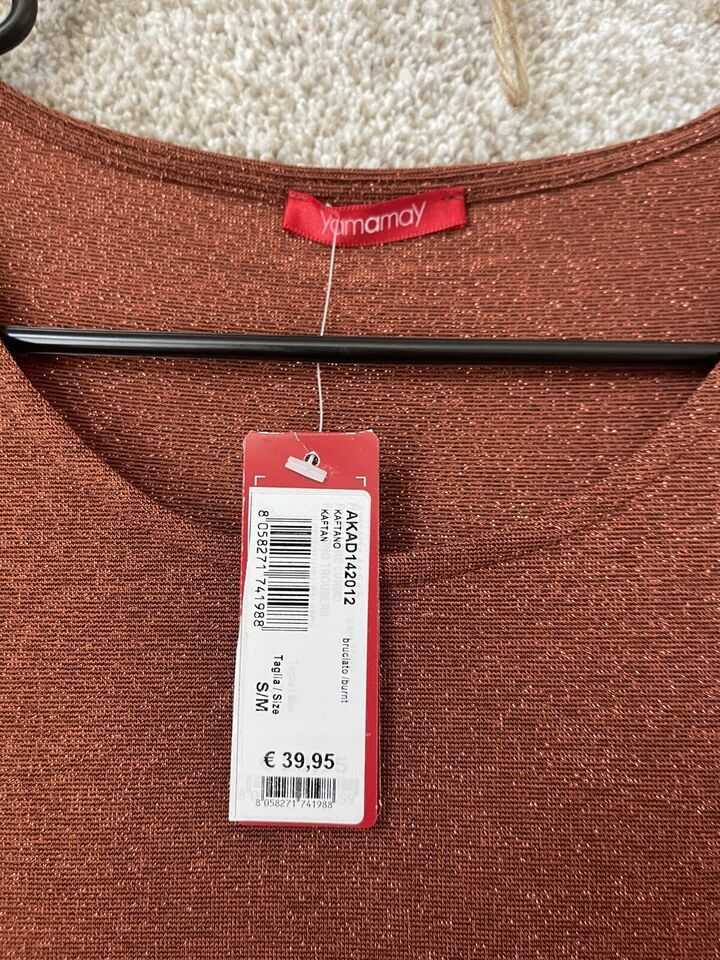 yamamay
AKAD142012
KAFTANO
KAFTAN
bruciato/burnt
8 058271 741988
Taglia / Size
S/M
€ 39,95
8 058271 741988